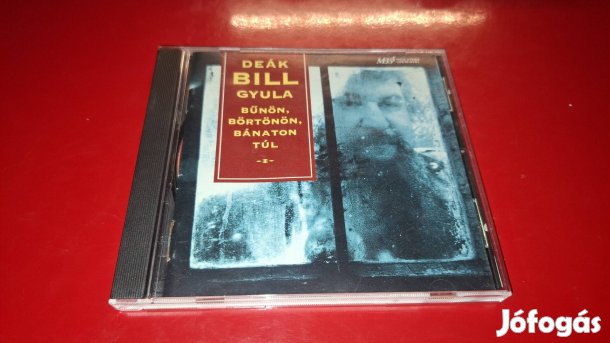 DEÁK
BILL
GYULA
BŰNÖN,
BÖRTÖNÖN,
BÁNATON
TÚL
Jófogás